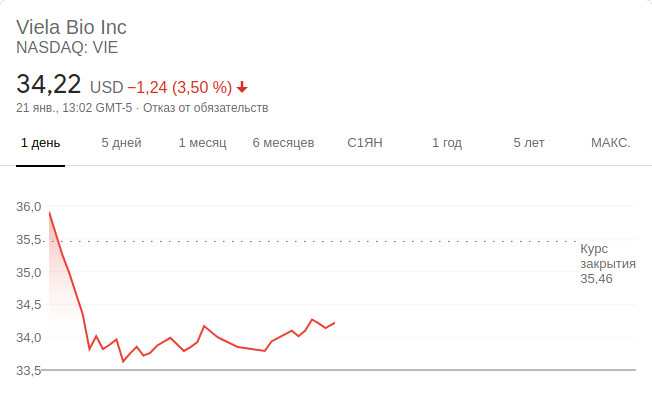 Viela Bio Inc
NASDAQ: VIE
34,22 USD −1,24 (3,50 %)
21 янв., 13:02 GMT-5 · Отказ от обязательств
1 день 5 дней 1 месяц 6 месяцев С1ЯН 1 год 5 лет МАКС.
36,0
35,5
Курс
закрытия
35,46
35,0
34,5
34,0
33,5